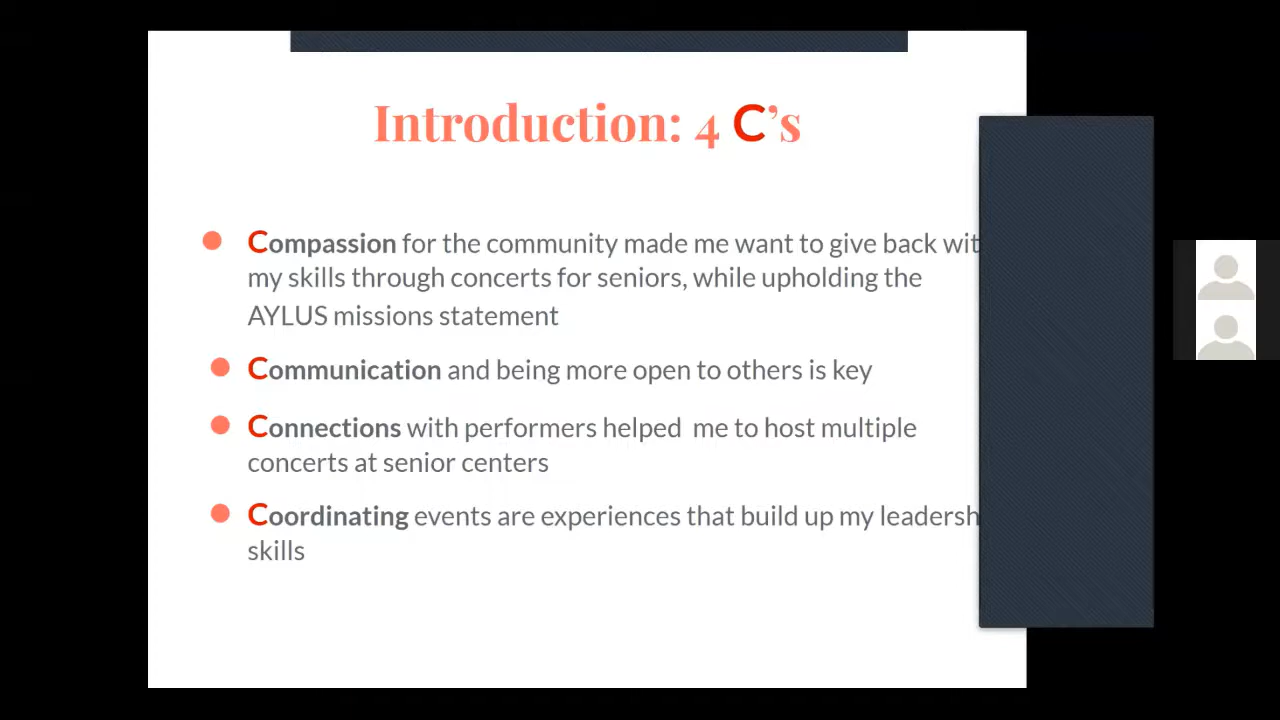 Introduction: 4 C’s
Compassion for the community made me want to give back wit
my skills through concerts for seniors, while upholding the
AYLUS missions statement
Communication and being more open to others is key
Connections with performers helped  me to host multiple
concerts at senior centers
Coordinating events are experiences that build up my leadersh
skills